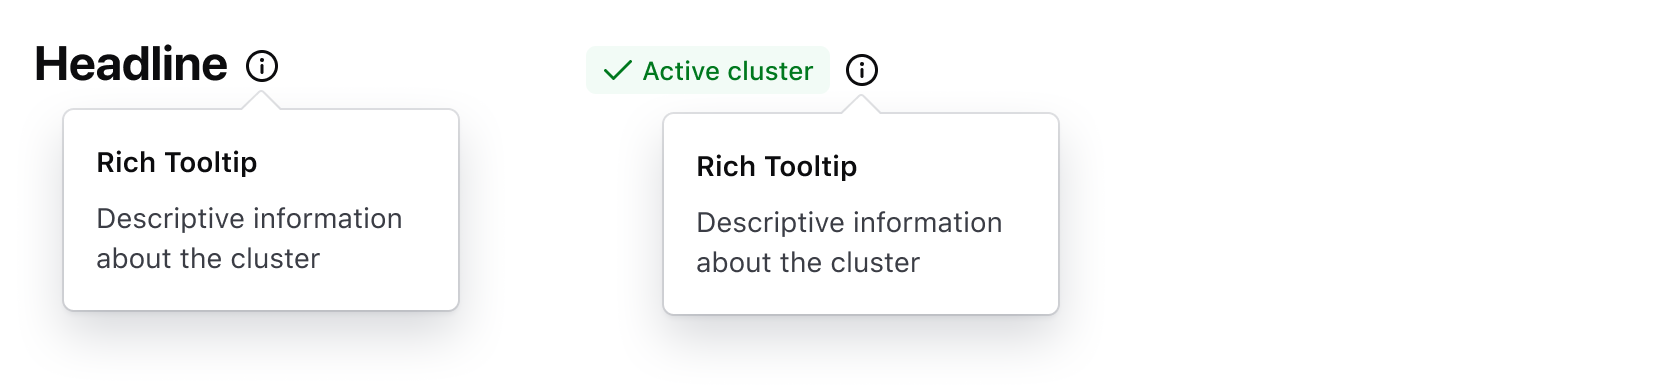 Headline
Rich Tooltip
Descriptive information
about the cluster
Active cluster
Rich Tooltip
Descriptive information
about the cluster